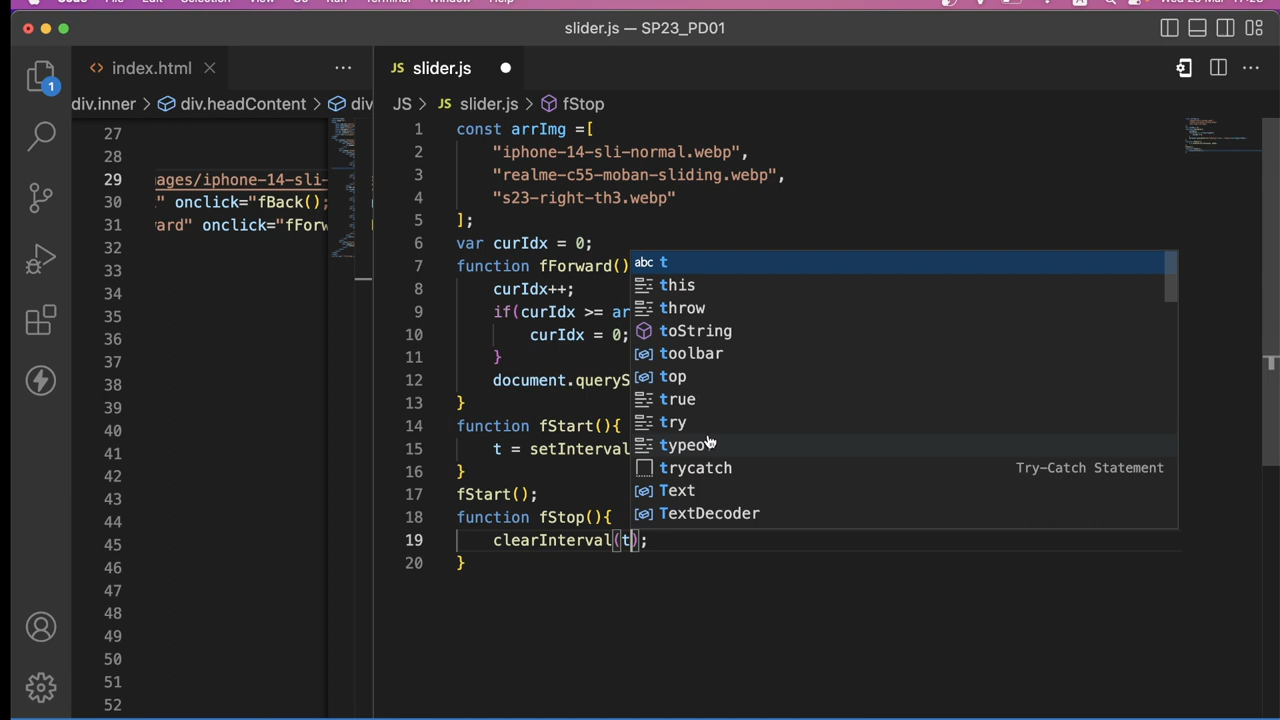 slider.js — SP23_PD01
index.html
JS slider.js
div.inner > div.headContent > div
JS > JS slider.js > fStop
1
27
28
29 ages/iphone-14-sli-
30 " onclick="fBack();
31 ard" onclick="fForw
32
33
34
35
36
37
38
39
40
41
42
43
44
45
46
47
48
49
50
51
52
1 const arrImg =[
2 "iphone-14-sli-normal.webp",
3 "realme-c55-moban-sliding.webp",
4 "s23-right-th3.webp"
5 ];
6 var curIdx = 0;
7 function fForward()
8 curIdx++;
9 if(curIdx >= ar
10 curIdx = 0;
11 }
12 document.queryS
13 }
14 function fStart(){
15 t = setInterval
16 }
17 fStart();
18 function fStop(){
19 clearInterval(t);
20 }
abc t
this
throw
toString
toolbar
top
true
try
typeo
trycatch Try-Catch Statement
Text
TextDecoder